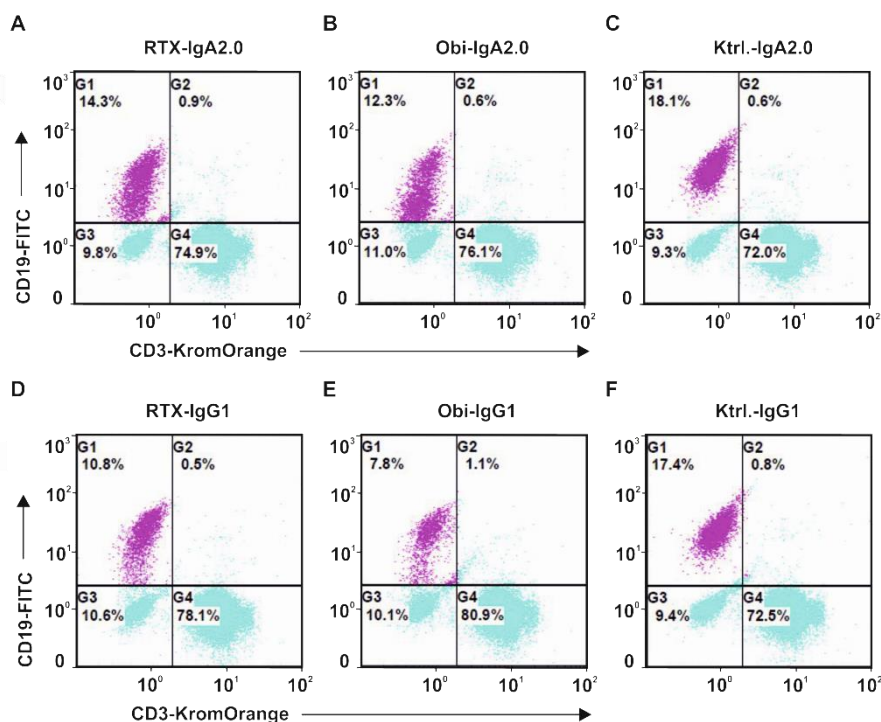 A B C
RTX-IgA2.0 Obi-IgA2.0 Ktrl.-IgA2.0
10³ 10³ 10³
G1 G2 G1 G2 G1 G2
14.3% 0.9% 12.3% 0.6% 18.1% 0.6%
10² 10² 10²
10¹ 10¹ 10¹
G3 G4 G3 G4 G3 G4
10⁰ 10⁰ 10⁰
9.8% 74.9% 11.0% 76.1% 9.3% 72.0%
0 0 0
CD19-FITC
10⁰ 10¹ 10² 10⁰ 10¹ 10² 10⁰ 10¹ 10²
CD3-KromOrange
D E F
RTX-IgG1 Obi-IgG1 Ktrl.-IgG1
10³ 10³ 10³
G1 G2 G1 G2 G1 G2
10.8% 0.5% 7.8% 1.1% 17.4% 0.8%
10² 10² 10²
10¹ 10¹ 10¹
G3 G4 G3 G4 G3 G4
10⁰ 10⁰ 10⁰
10.6% 78.1% 10.1% 80.9% 9.4% 72.5%
0 0 0
CD19-FITC
10⁰ 10¹ 10² 10⁰ 10¹ 10² 10⁰ 10¹ 10²
CD3-KromOrange